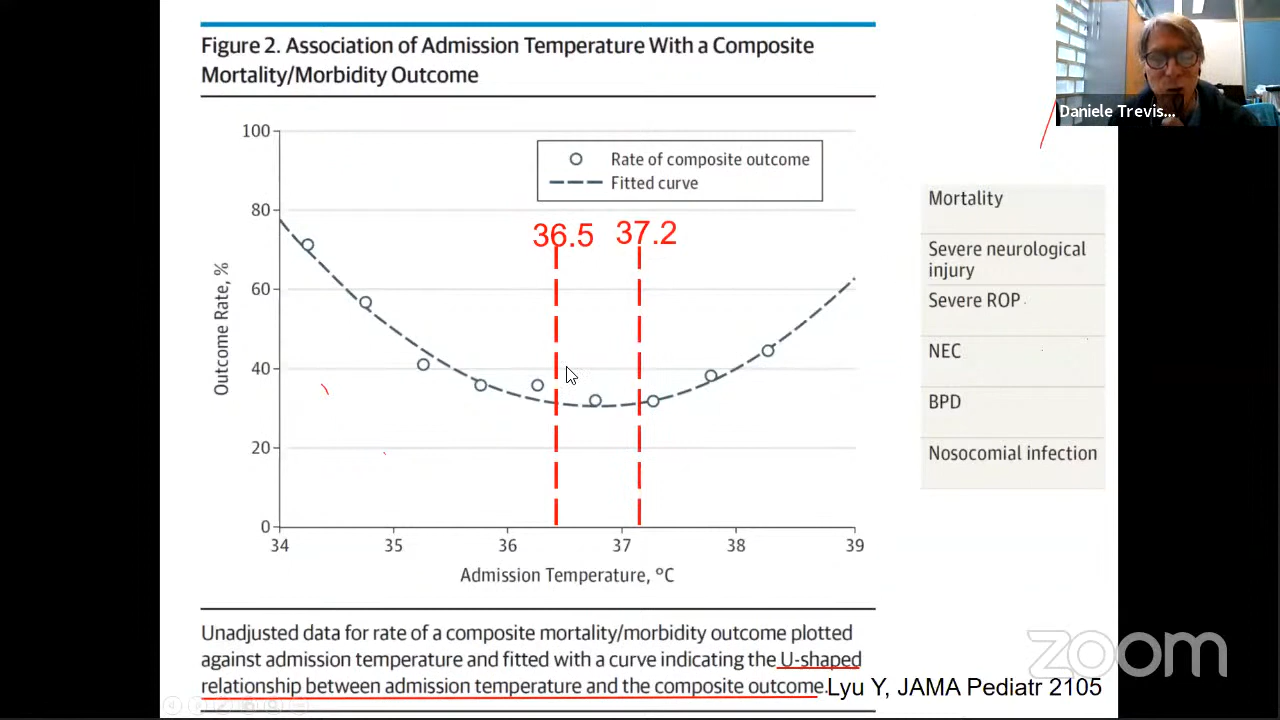 Figure 2. Association of Admission Temperature With a Composite
Mortality/Morbidity Outcome
Daniele Trevis...
100
80
60
40
20
0
Outcome Rate, %
Rate of composite outcome
Fitted curve
36.5 37.2
34 35 36 37 38 39
Admission Temperature, °C
Mortality
Severe neurological
injury
Severe ROP
NEC
BPD
Nosocomial infection
Unadjusted data for rate of a composite mortality/morbidity outcome plotted
against admission temperature and fitted with a curve indicating the U-shaped
relationship between admission temperature and the composite outcome.
Lyu Y, JAMA Pediatr 2105
zoom